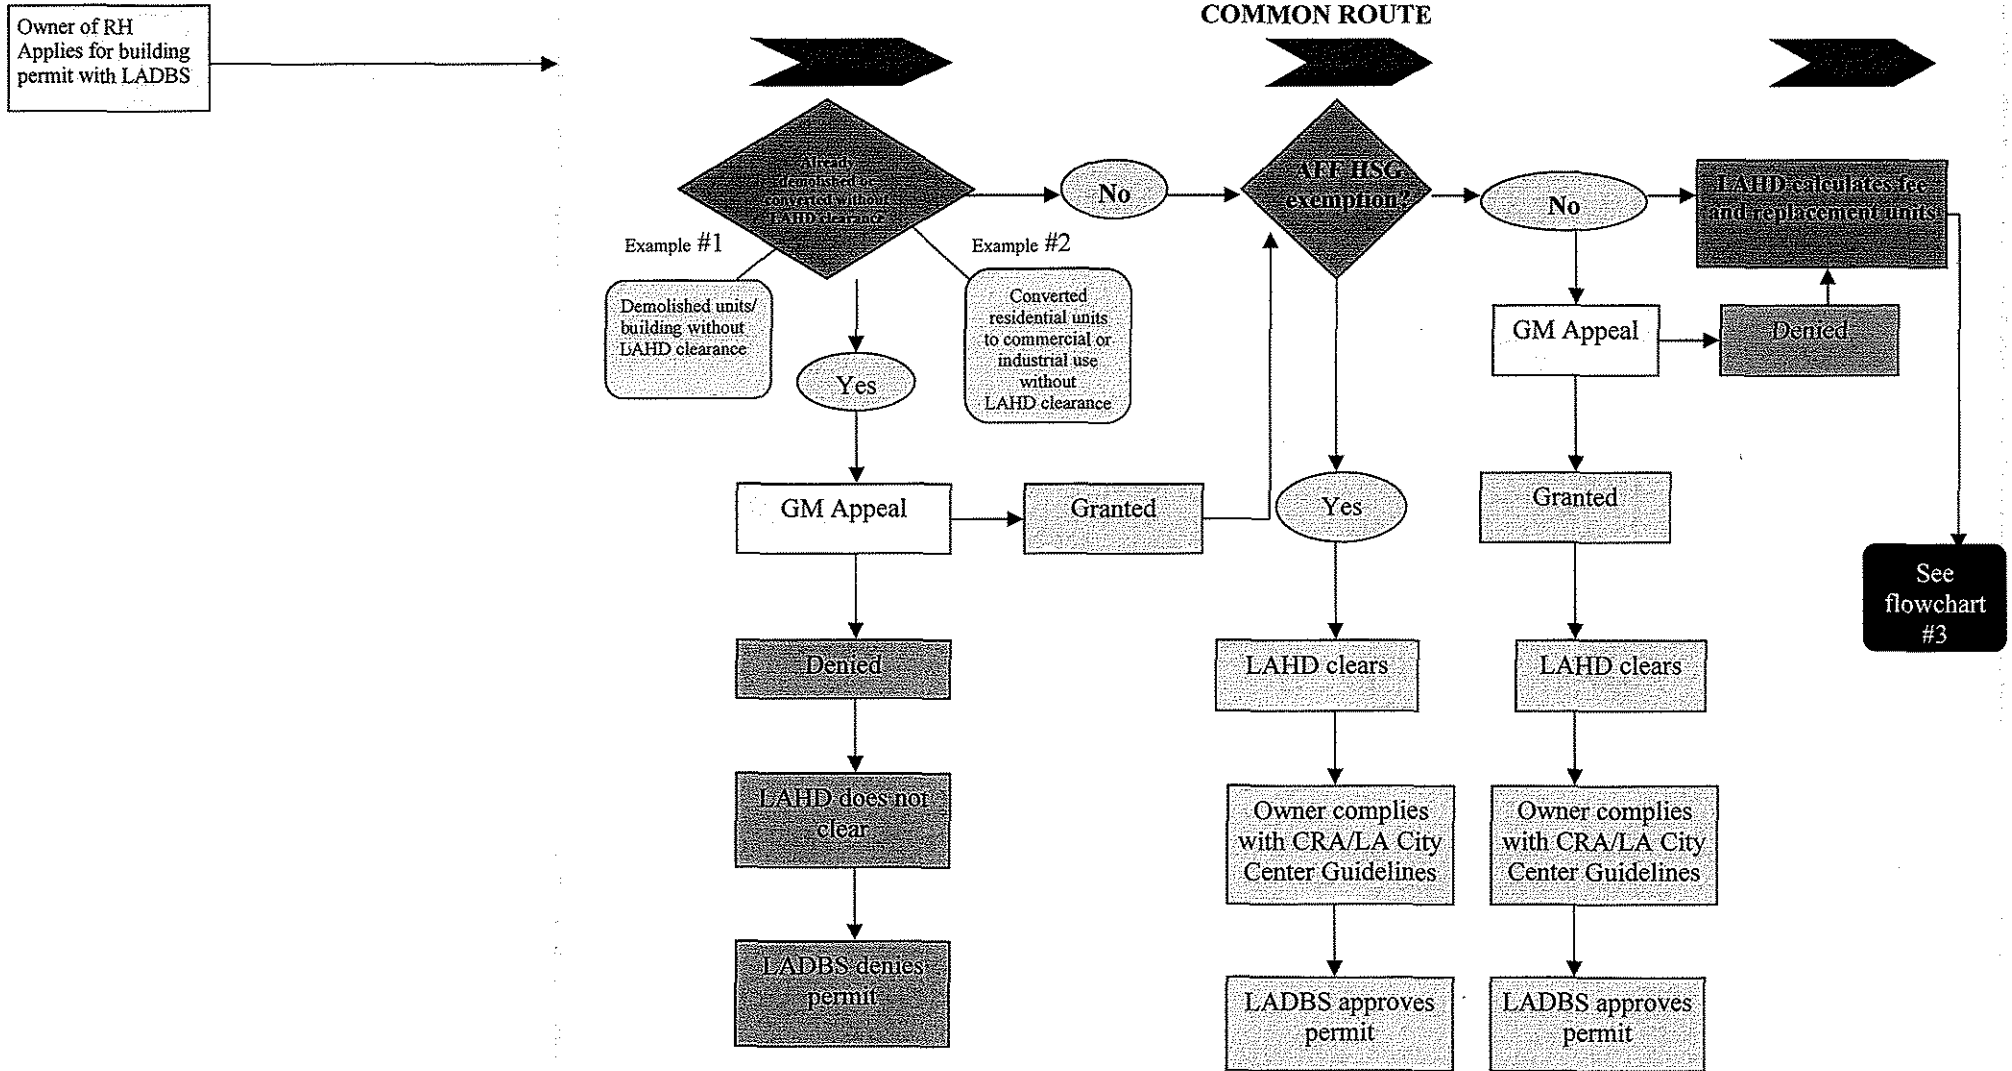 COMMON ROUTE
Owner of RH
Applies for building
permit with LADBS
Already
demolished or
converted without
LAHD clearance
No
"AFF HSG
exemption?
No
LAHD calculates fee
and replacement units
Example #1
Example #2
Demolished units/
building without
LAHD clearance
Converted
residential units
to commercial or
industrial use
without
LAHD clearance
Yes
GM Appeal
Denied
GM Appeal
Granted
Yes
Granted
See
flowchart
#3
Denied
LAHD clears
LAHD clears
LAHD does not
clear
Owner complies
with CRA/LA City
Center Guidelines
Owner complies
with CRA/LA City
Center Guidelines
LADBS denies
permit
LADBS approves
permit
LADBS approves
permit